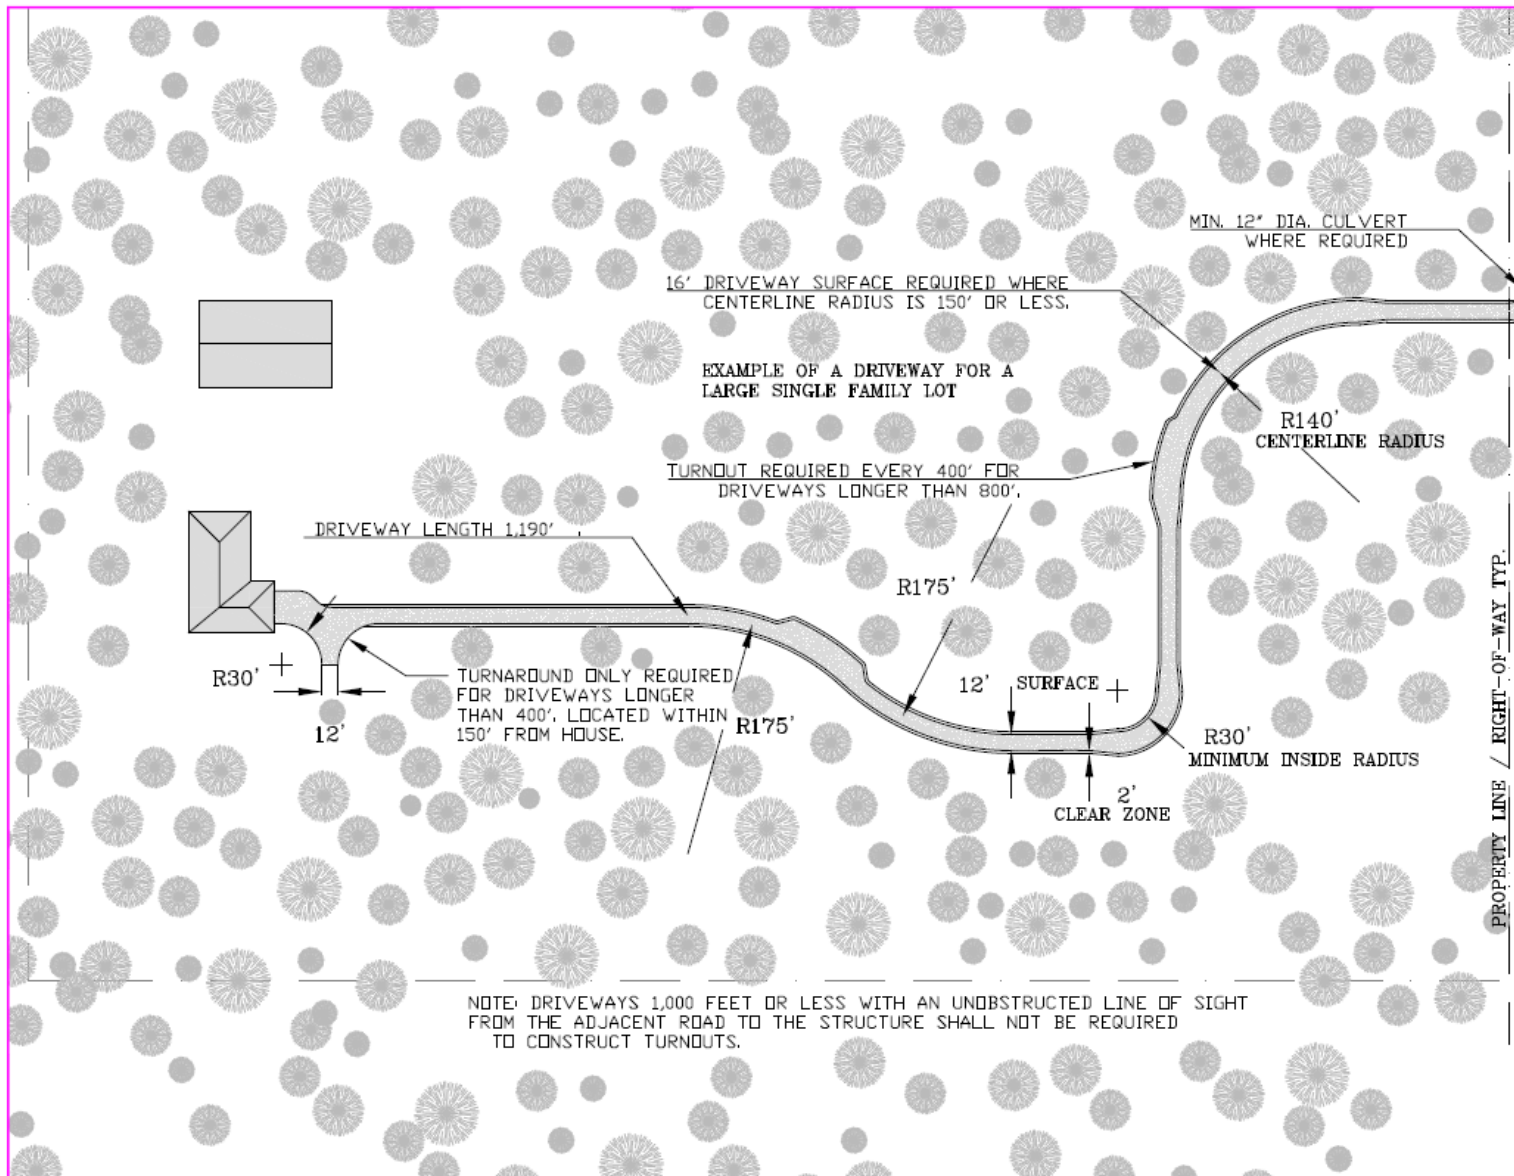 MIN. 12" DIA. CULVERT
WHERE REQUIRED
16' DRIVEWAY SURFACE REQUIRED WHERE
CENTERLINE RADIUS IS 150' OR LESS.
EXAMPLE OF A DRIVEWAY FOR A
LARGE SINGLE FAMILY LOT
R140'
CENTERLINE RADIUS
TURNOUT REQUIRED EVERY 400' FOR
DRIVEWAYS LONGER THAN 800'.
DRIVEWAY LENGTH 1,190'
R175'
R30'
12'
TURNAROUND ONLY REQUIRED
FOR DRIVEWAYS LONGER
THAN 400'. LOCATED WITHIN
150' FROM HOUSE.
R175'
12' SURFACE
R30'
MINIMUM INSIDE RADIUS
2'
CLEAR ZONE
PROPERTY LINE / RIGHT-OF-WAY TYP.
NOTE: DRIVEWAYS 1,000 FEET OR LESS WITH AN UNOBSTRUCTED LINE OF SIGHT
FROM THE ADJACENT ROAD TO THE STRUCTURE SHALL NOT BE REQUIRED
TO CONSTRUCT TURNOUTS.